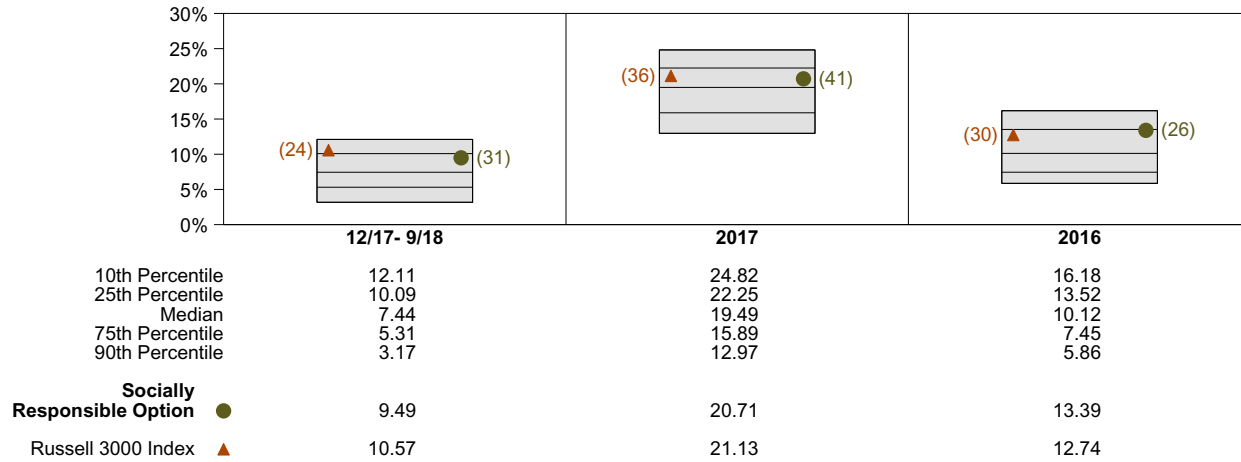 30%
25%
20%
15%
10%
5%
0%
(24)
(31)
(36)
(41)
(30)
(26)
12/17- 9/18 2017 2016
10th Percentile 12.11 24.82 16.18
25th Percentile 10.09 22.25 13.52
Median 7.44 19.49 10.12
75th Percentile 5.31 15.89 7.45
90th Percentile 3.17 12.97 5.86
Socially
Responsible Option 9.49 20.71 13.39
Russell 3000 Index 10.57 21.13 12.74